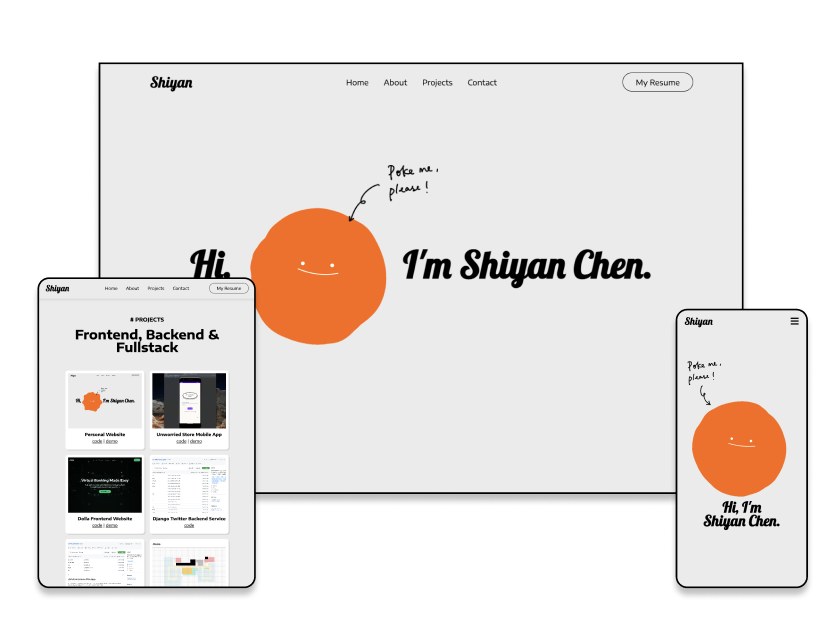 Shiyan
Home About Projects Contact
My Resume
Poke me,
please!
Hi, I'm Shiyan Chen.
Shiyan
Home About Projects Contact
My Resume
# PROJECTS
Frontend, Backend &
Fullstack
Hi, I'm Shiyan Chen.
Personal Website
code | demo
Unworried Store Mobile App
code | demo
Virtual Banking Made Easy
Dolla Frontend Website
code | demo
Django Twitter Backend Service
code
Shiyan
Poke me,
please!
Hi, I'm
Shiyan Chen.